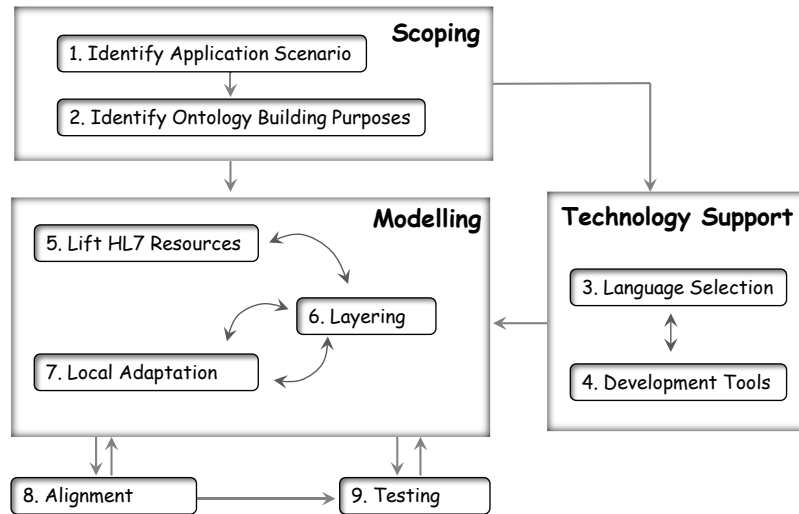 Scoping
1. Identify Application Scenario
2. Identify Ontology Building Purposes
Modelling
5. Lift HL7 Resources
6. Layering
7. Local Adaptation
Technology Support
3. Language Selection
4. Development Tools
8. Alignment
9. Testing